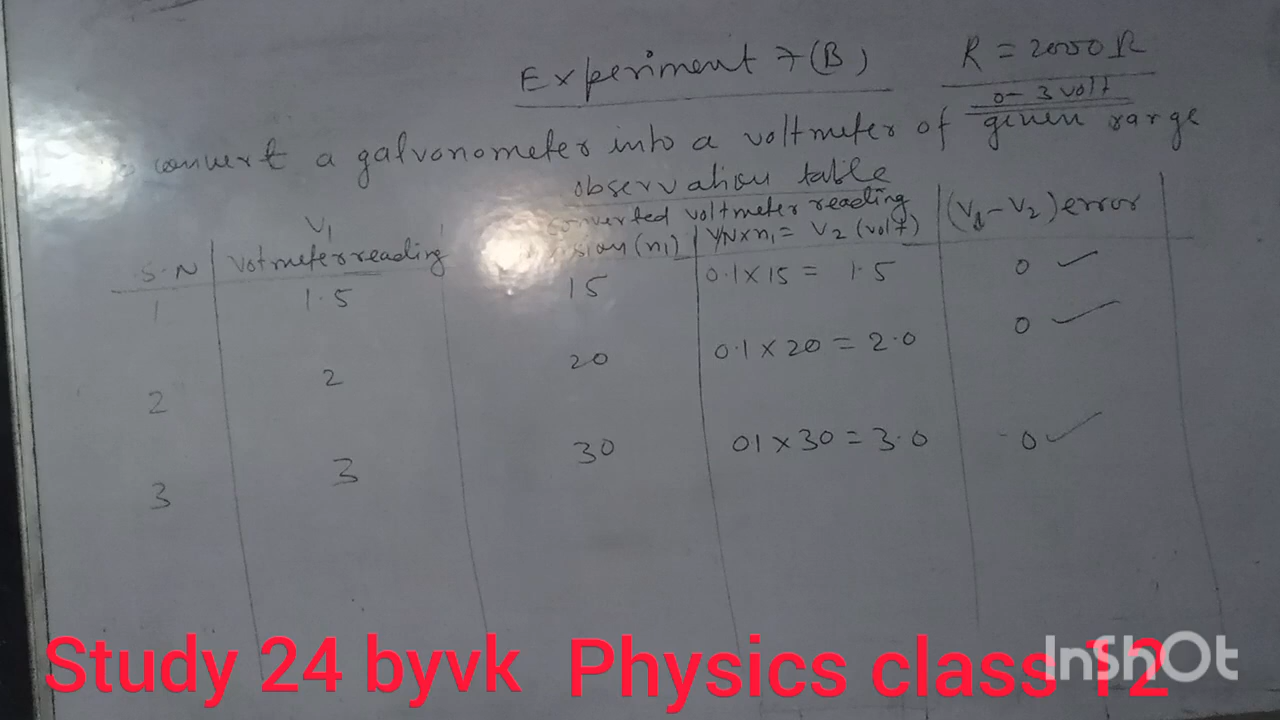 Experiment 7(B) R = 2000 Ω
0 - 3 volt
convert a galvonometer into a voltmeter of given range
observation table
V1 converted voltmeter reading (V1-V2) error
S.N Votmeter reading (n1) V/N x n1 = V2 (volt)
1 1.5 15 0.1 x 15 = 1.5 0 ✓
2 2 20 0.1 x 20 = 2.0 0 ✓
3 3 30 01 x 30 = 3.0 0 ✓
Study 24 byvk Physics class 12
InShOt